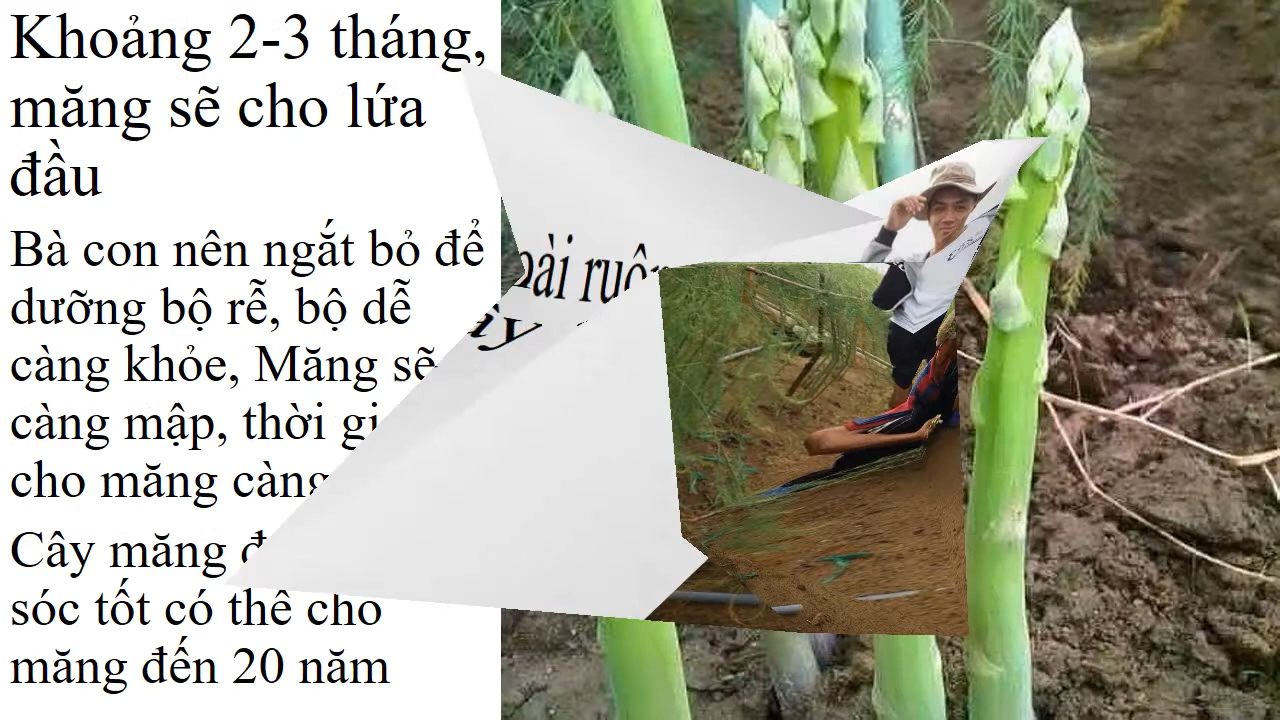 Khoảng 2-3 tháng,
măng sẽ cho lứa
đầu
Bà con nên ngắt bỏ để
dưỡng bộ rễ, bộ dễ
càng khỏe, Măng sẽ
càng mập, thời
cho măng càng
Cây măng
sóc tốt có thể cho
măng đến 20 năm